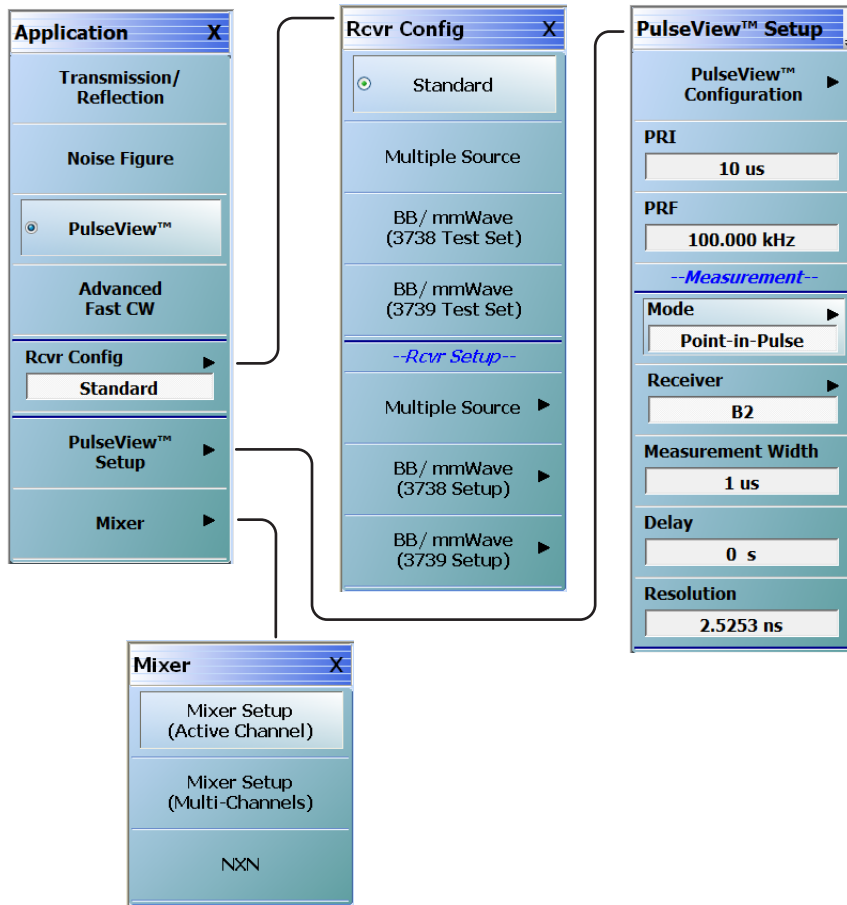 Application X
Transmission/
Reflection
Noise Figure
PulseView™
Advanced
Fast CW
Rcvr Config
Standard
PulseView™
Setup
Mixer
Rcvr Config X
Standard
Multiple Source
BB/ mmWave
(3738 Test Set)
BB/ mmWave
(3739 Test Set)
--Rcvr Setup--
Multiple Source
BB/ mmWave
(3738 Setup)
BB/ mmWave
(3739 Setup)
PulseView™ Setup
PulseView™
Configuration
PRI
10 us
PRF
100.000 kHz
--Measurement--
Mode
Point-in-Pulse
Receiver
B2
Measurement Width
1 us
Delay
0 s
Resolution
2.5253 ns
Mixer X
Mixer Setup
(Active Channel)
Mixer Setup
(Multi-Channels)
NXN